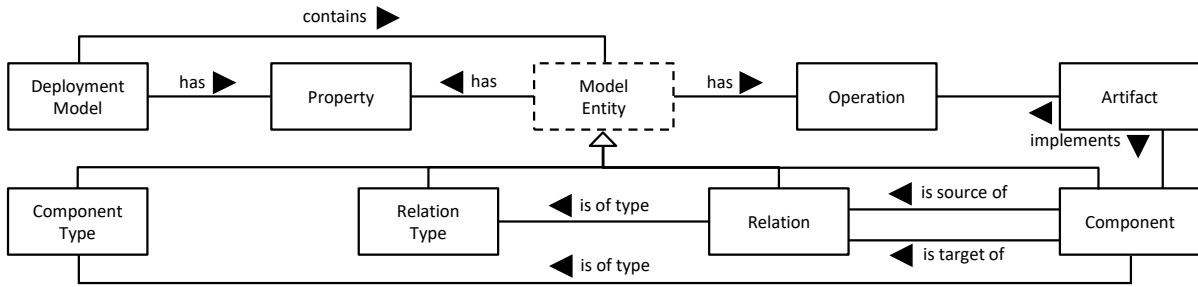 contains
Deployment
Model
has
Property
has
Model
Entity
has
Operation
Artifact
implements
Component
Type
is of type
Relation
Type
is of type
Relation
is source of
is target of
Component